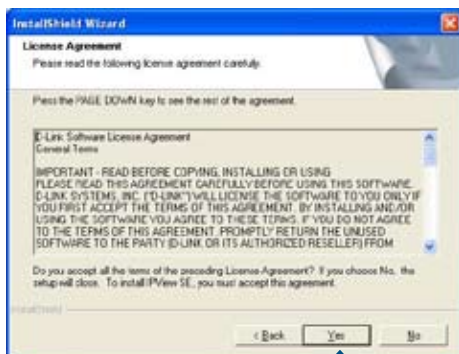 InstallShield Wizard
License Agreement
Please read the following license agreement carefully.
Press the PAGE DOWN key to see the rest of the agreement.
D-Link Software License Agreement
General Terms
IMPORTANT - READ BEFORE COPYING, INSTALLING OR USING
PLEASE READ THIS AGREEMENT CAREFULLY BEFORE USING THIS SOFTWARE.
D-LINK SYSTEMS, INC. ("D-LINK") WILL LICENSE THE SOFTWARE TO YOU ONLY IF
YOU FIRST ACCEPT THE TERMS OF THIS AGREEMENT. BY INSTALLING AND/OR
USING THE SOFTWARE YOU AGREE TO THESE TERMS. IF YOU DO NOT AGREE
TO THE TERMS OF THIS AGREEMENT, PROMPTLY RETURN THE UNUSED
SOFTWARE TO THE PARTY (D-LINK OR ITS AUTHORIZED RESELLER) FROM
Do you accept all the terms of the preceding License Agreement? If you choose No, the
setup will close. To install IPView SE, you must accept this agreement.
InstallShield
< Back
Yes
No